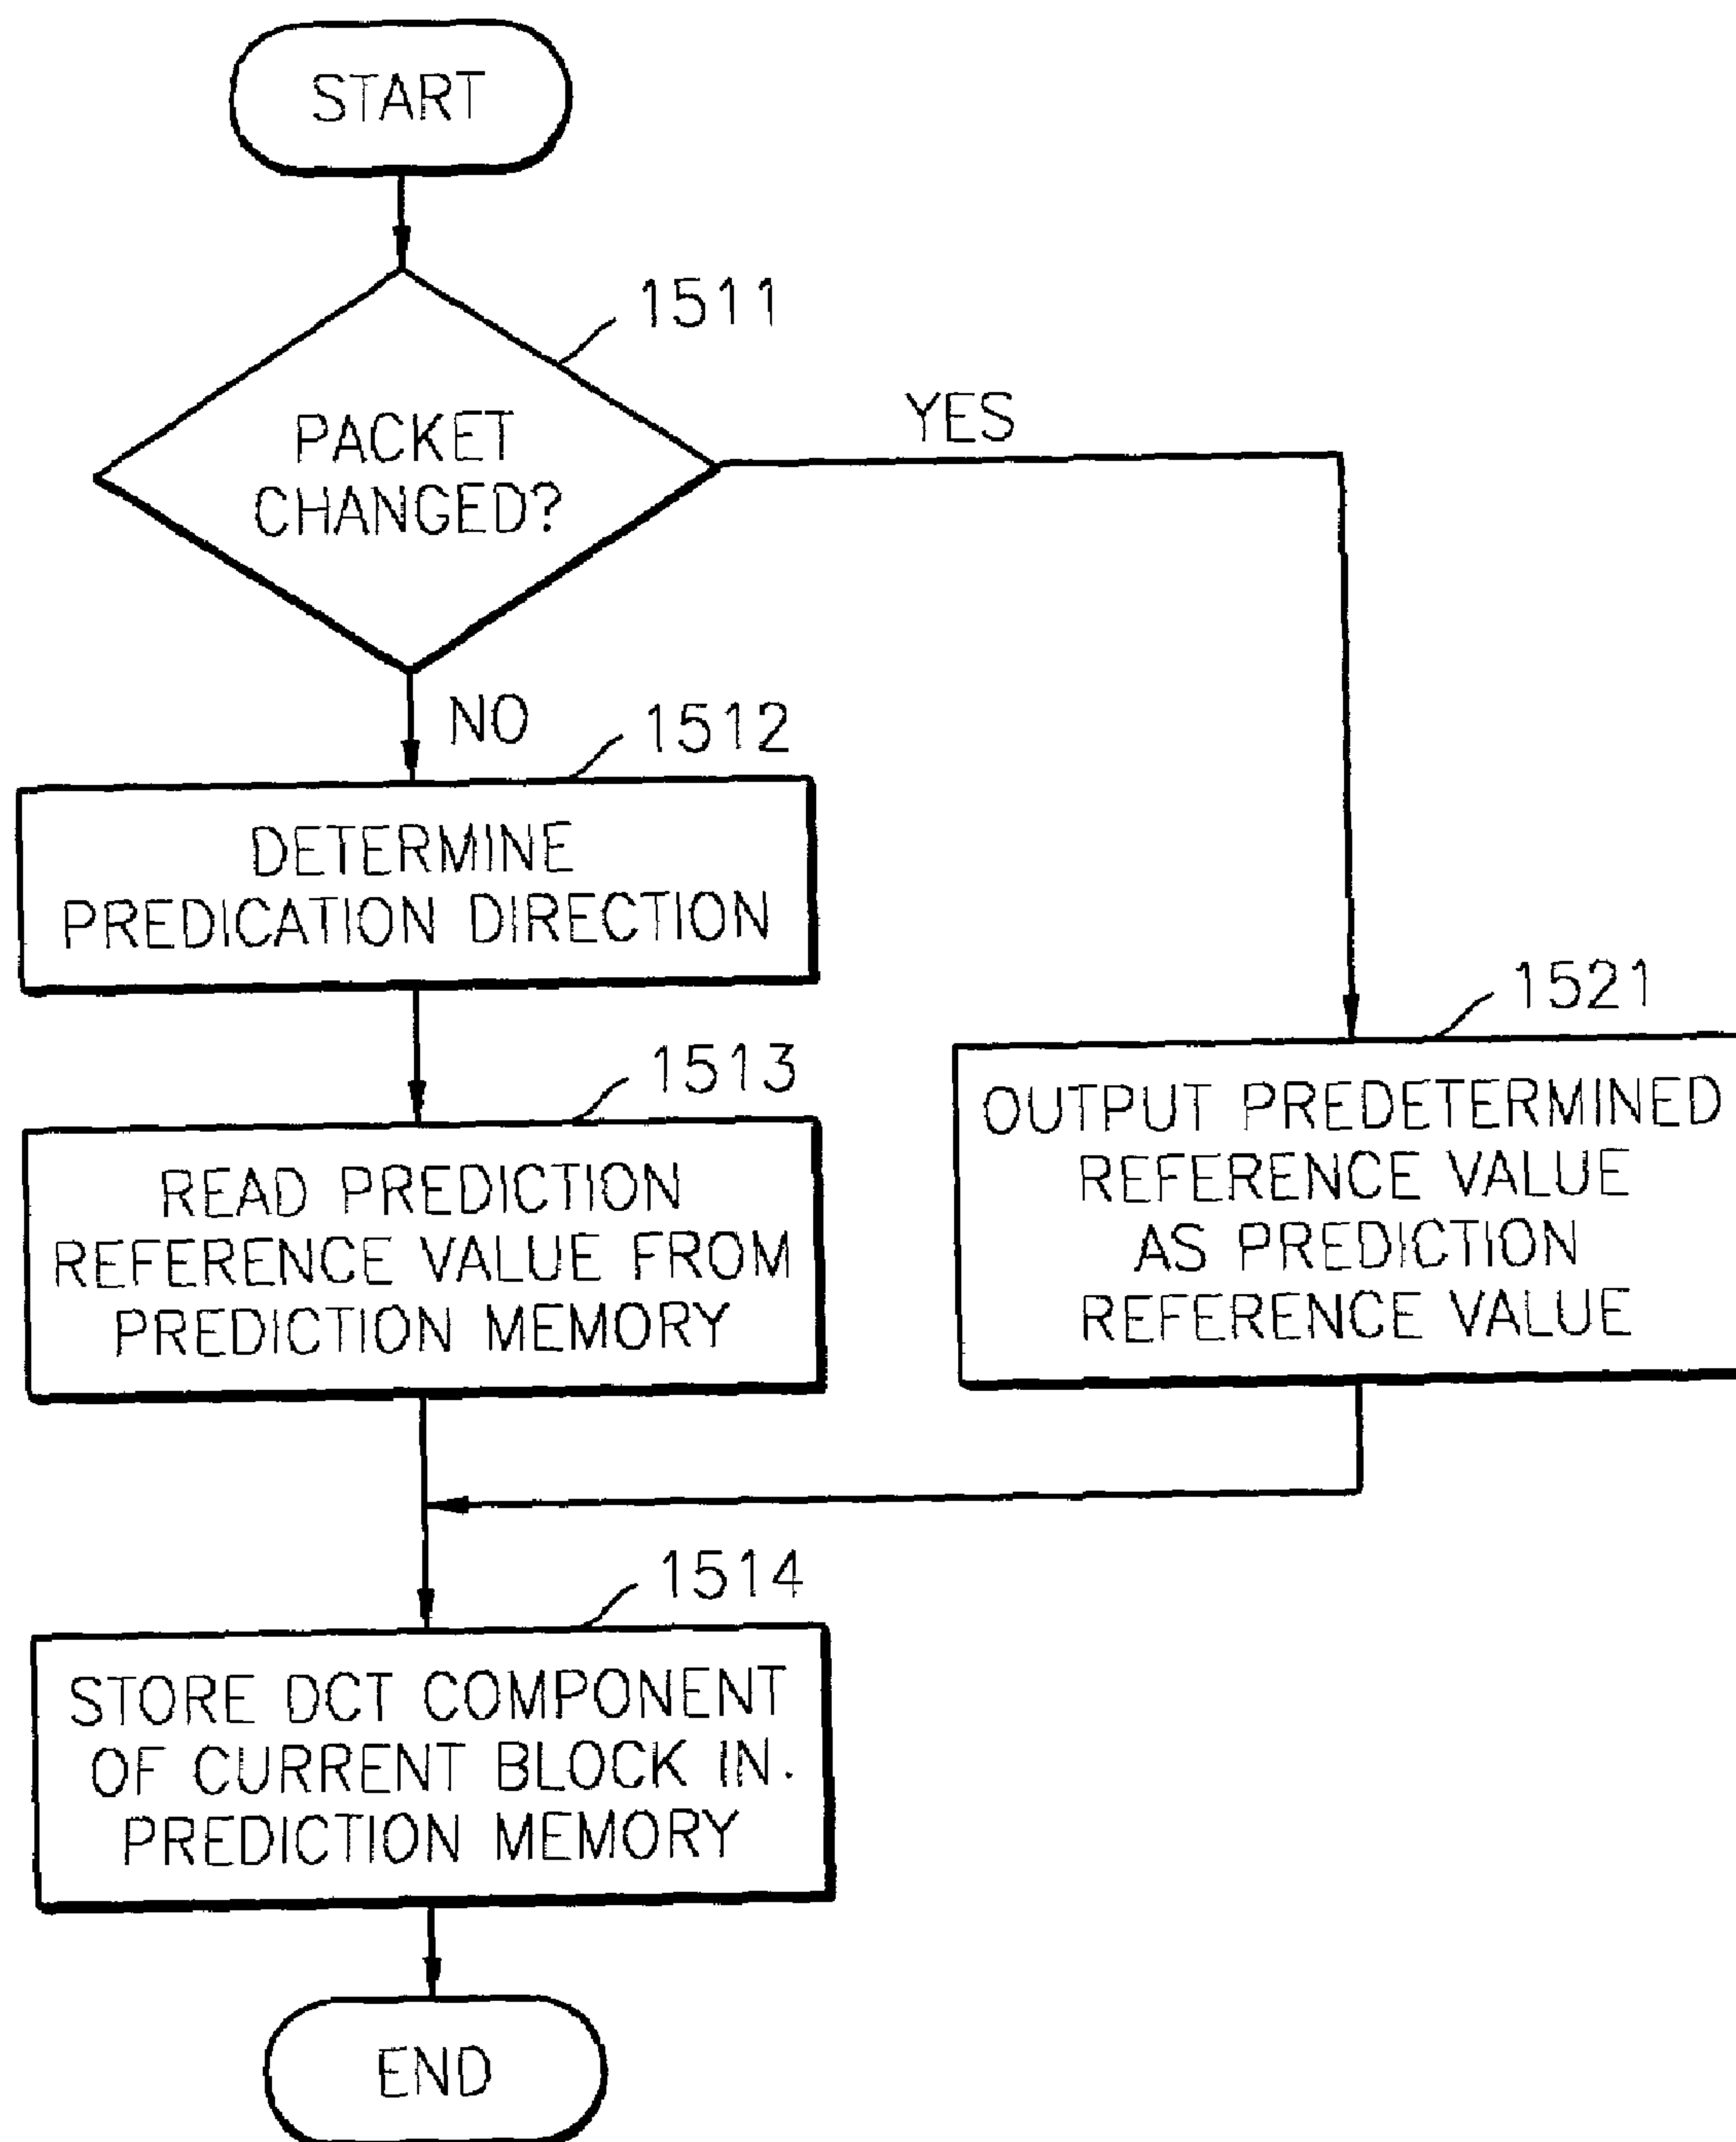 START
1511
PACKET
CHANGED?
YES
NO
1512
DETERMINE
PREDICATION DIRECTION
1513
READ PREDICTION
REFERENCE VALUE FROM
PREDICTION MEMORY
1521
OUTPUT PREDETERMINED
REFERENCE VALUE
AS PREDICTION
REFERENCE VALUE
1514
STORE DCT COMPONENT
OF CURRENT BLOCK IN.
PREDICTION MEMORY
END